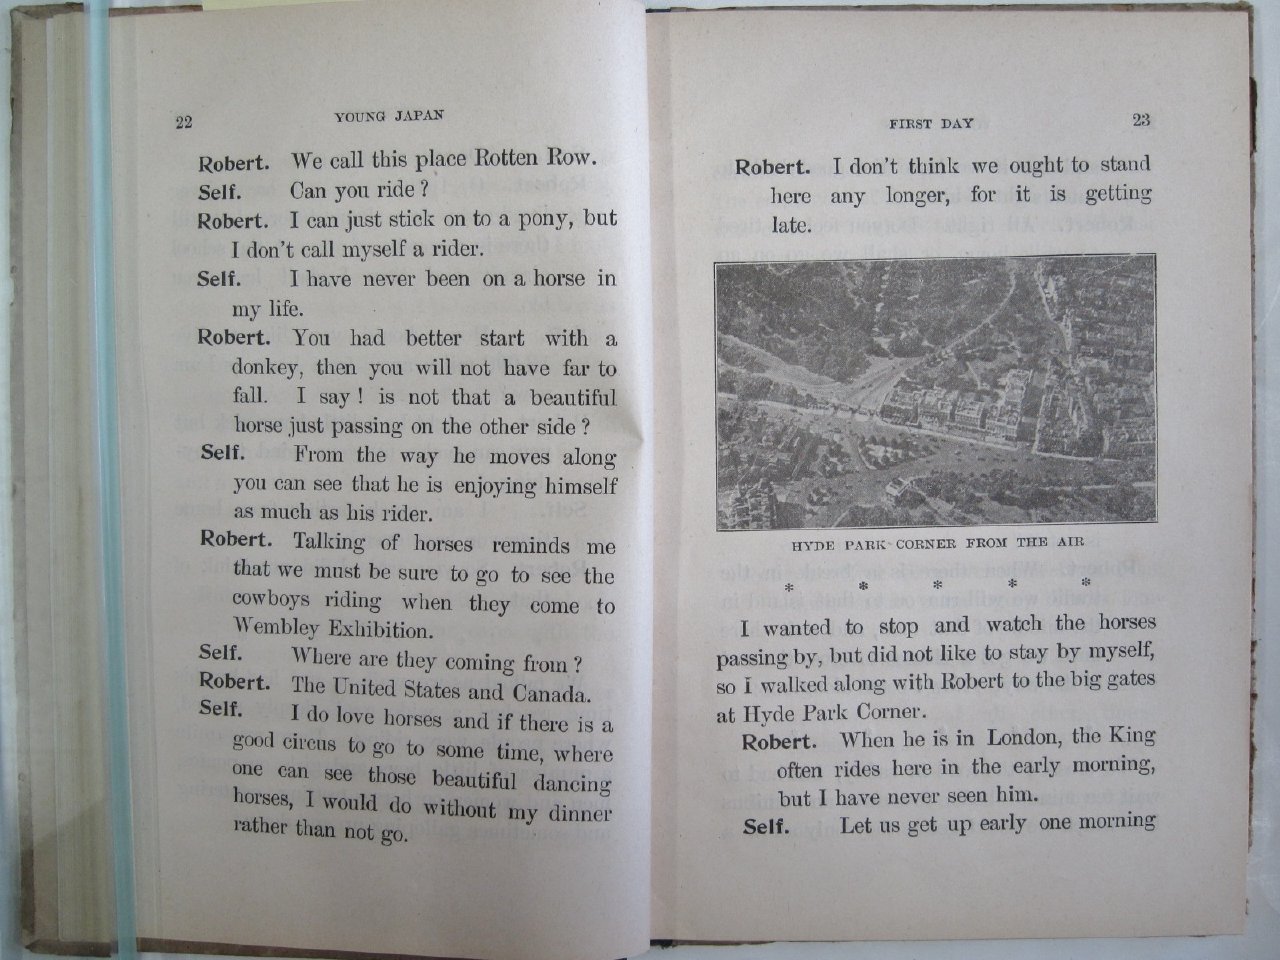 22
YOUNG JAPAN
Robert. We call this place Rotten Row.
Self. Can you ride ?
Robert. I can just stick on to a pony, but
I don't call myself a rider.
Self. I have never been on a horse in
my life.
Robert. You had better start with a
donkey, then you will not have far to
fall. I say ! is not that a beautiful
horse just passing on the other side ?
Self. From the way he moves along
you can see that he is enjoying himself
as much as his rider.
Robert. Talking of horses reminds me
that we must be sure to go to see the
cowboys riding when they come to
Wembley Exhibition.
Self. Where are they coming from ?
Robert. The United States and Canada.
Self. I do love horses and if there is a
good circus to go to some time, where
one can see those beautiful dancing
horses, I would do without my dinner
rather than not go.
FIRST DAY
23
Robert. I don't think we ought to stand
here any longer, for it is getting
late.
HYDE PARK CORNER FROM THE AIR
* * * * *
I wanted to stop and watch the horses
passing by, but did not like to stay by myself,
so I walked along with Robert to the big gates
at Hyde Park Corner.
Robert. When he is in London, the King
often rides here in the early morning,
but I have never seen him.
Self. Let us get up early one morning